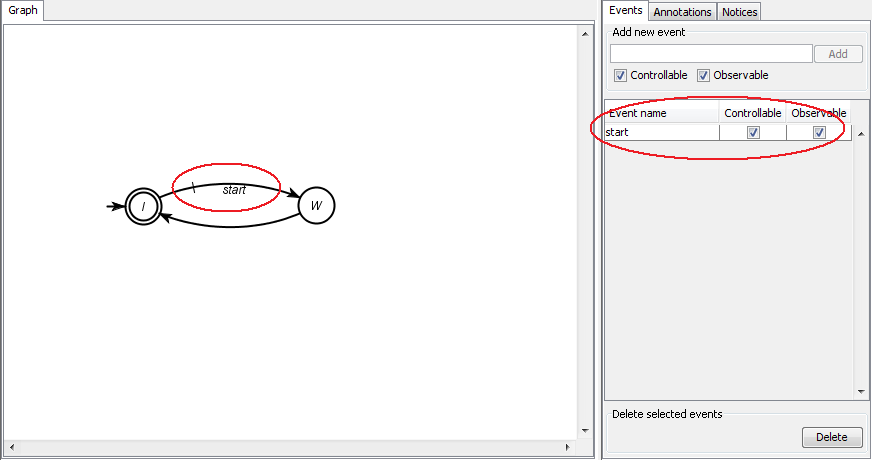 Graph
Events Annotations Notices
Add new event
Add
Controllable Observable
Event name Controllable Observable
start
start
I
W
Delete selected events
Delete